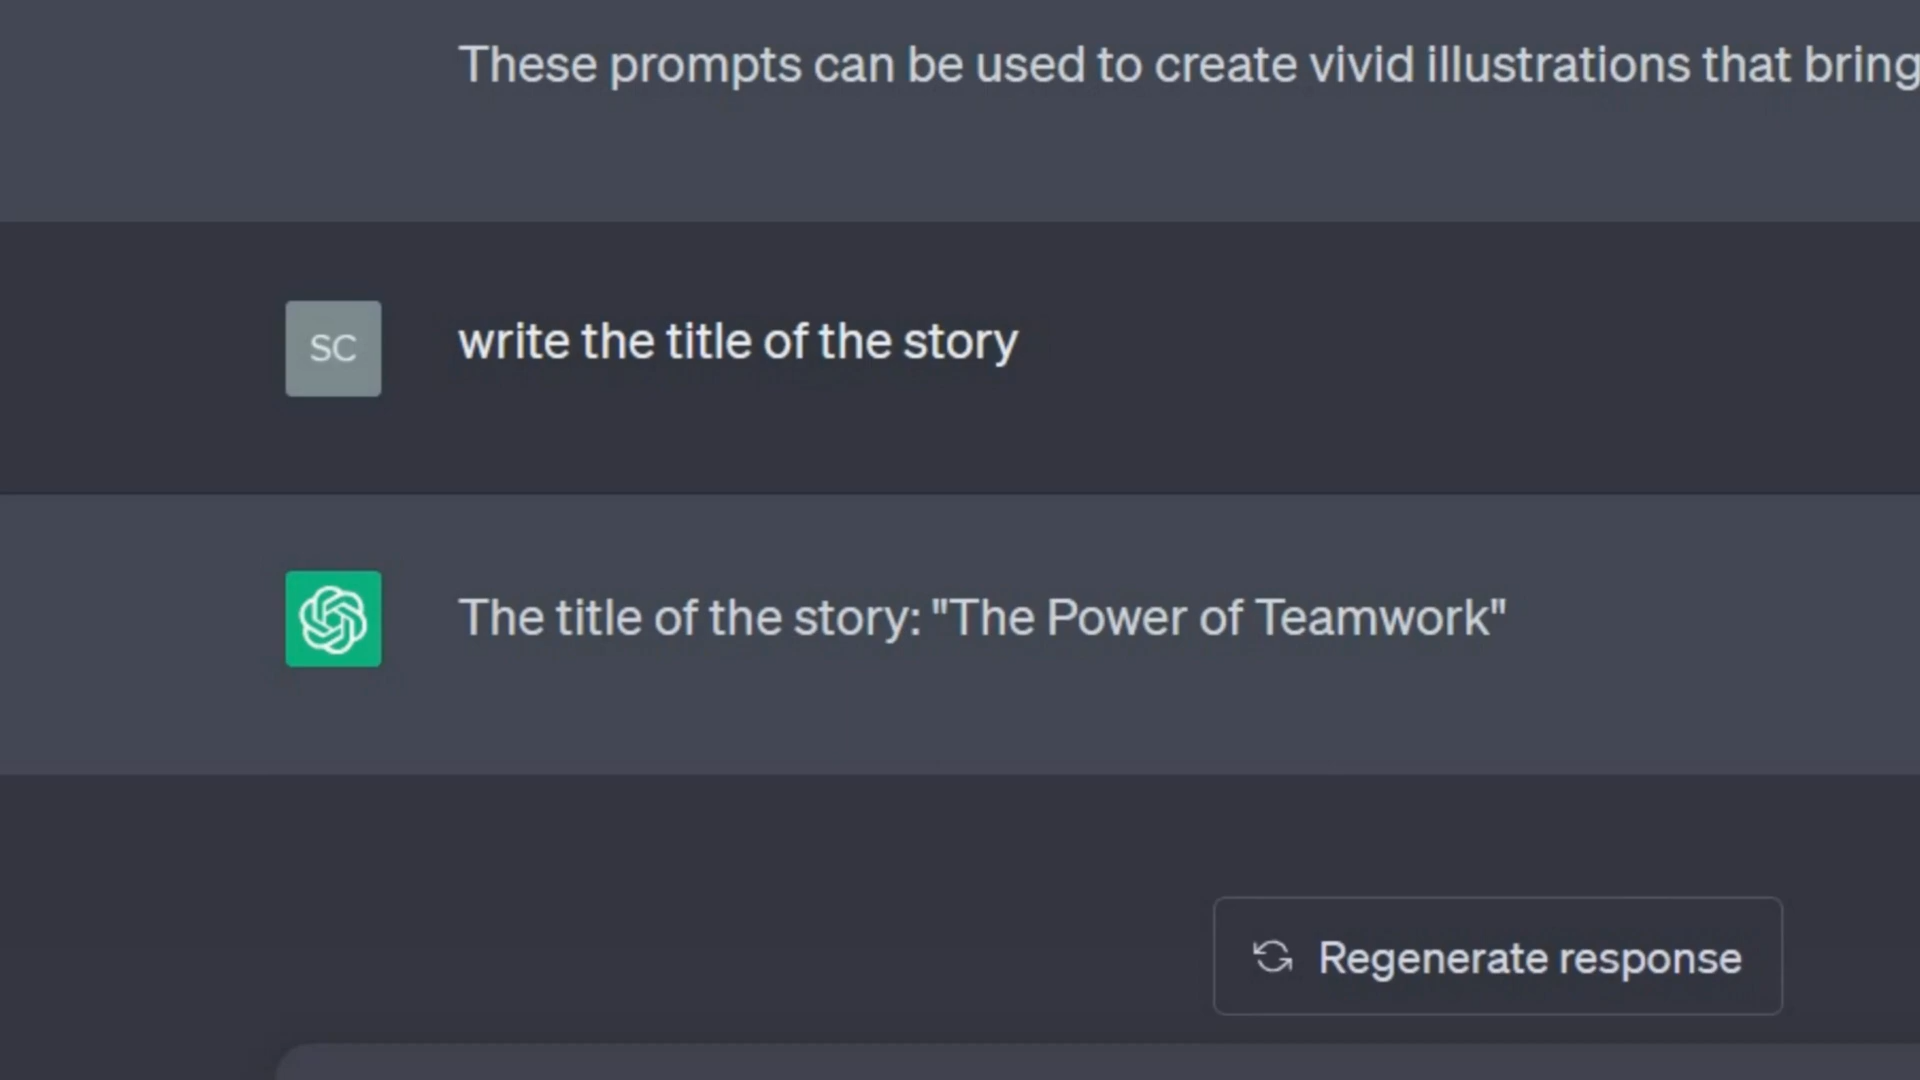 These prompts can be used to create vivid illustrations that bring
SC
write the title of the story
The title of the story: "The Power of Teamwork"
Regenerate response